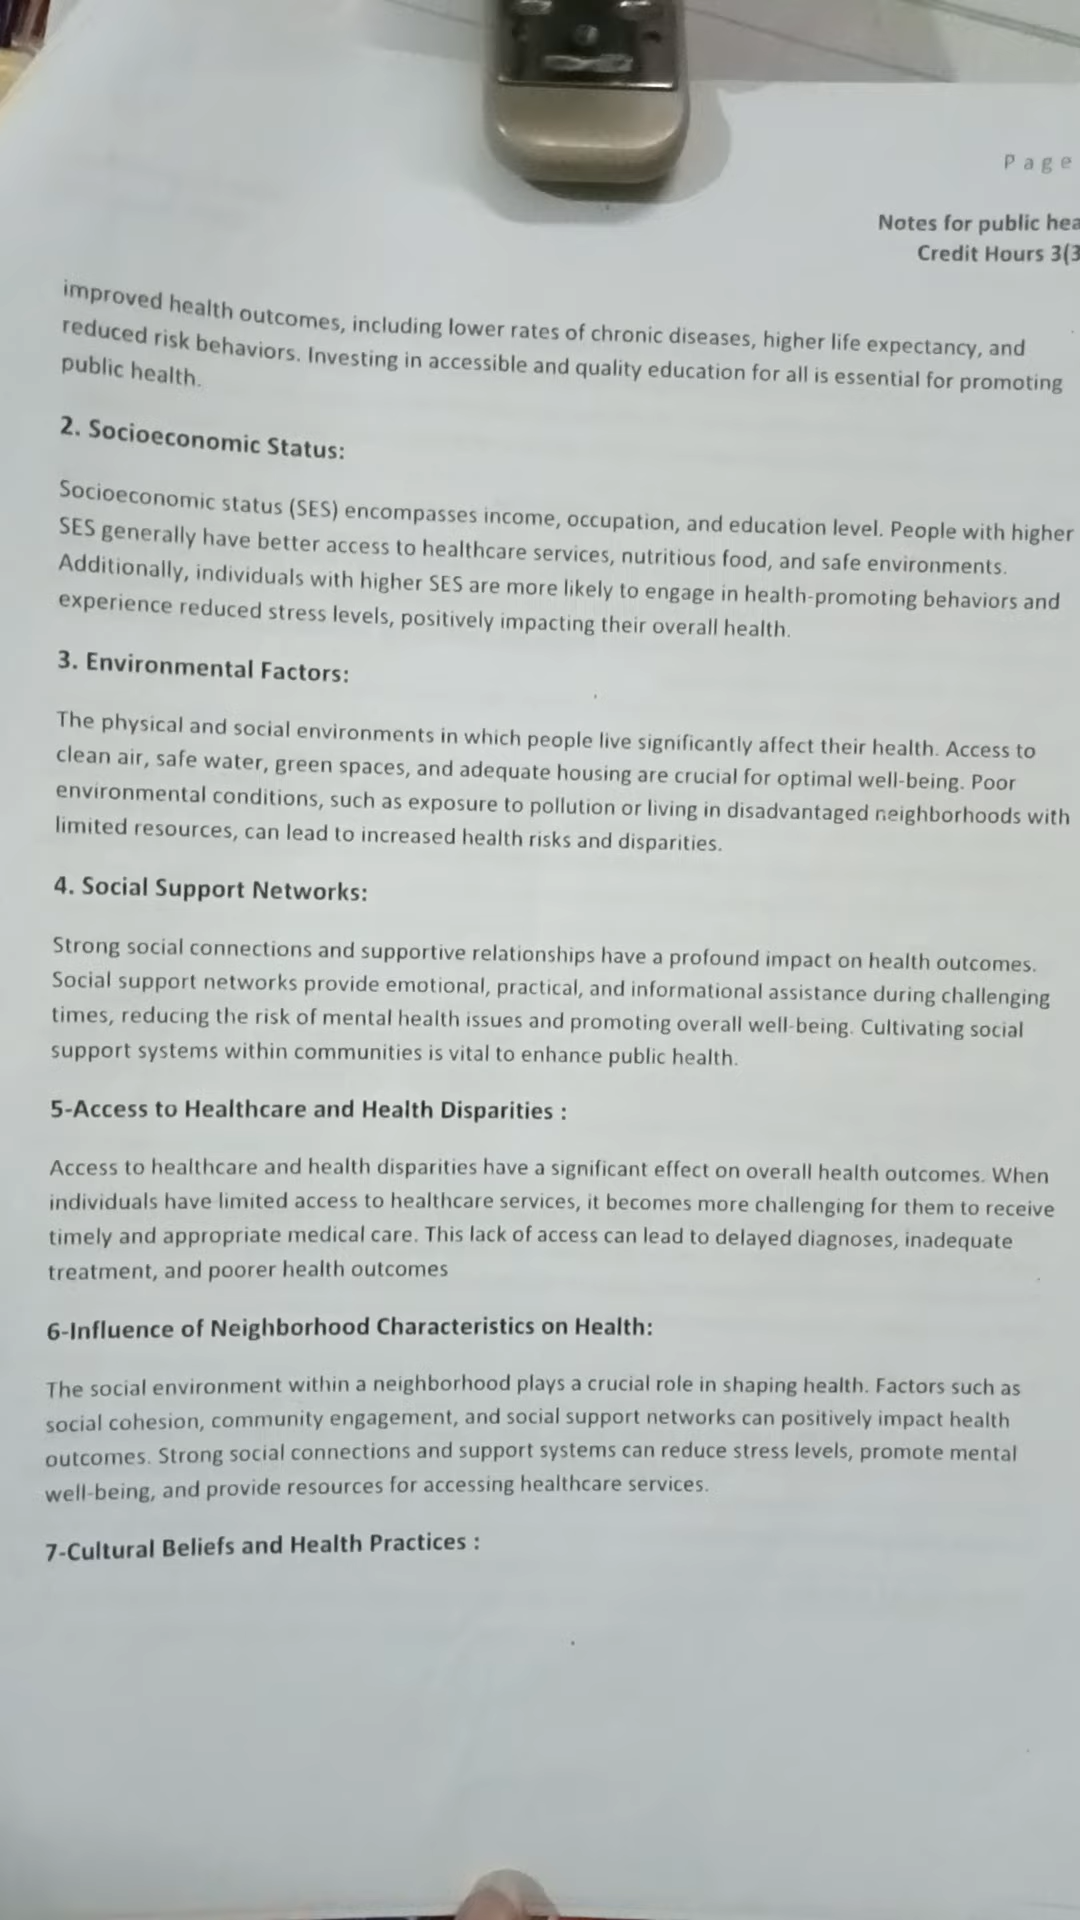 Page
Notes for public hea
Credit Hours 3(3
improved health outcomes, including lower rates of chronic diseases, higher life expectancy, and
reduced risk behaviors. Investing in accessible and quality education for all is essential for promoting
public health.
2. Socioeconomic Status:
Socioeconomic status (SES) encompasses income, occupation, and education level. People with higher
SES generally have better access to healthcare services, nutritious food, and safe environments.
Additionally, individuals with higher SES are more likely to engage in health-promoting behaviors and
experience reduced stress levels, positively impacting their overall health.
3. Environmental Factors:
The physical and social environments in which people live significantly affect their health. Access to
clean air, safe water, green spaces, and adequate housing are crucial for optimal well-being. Poor
environmental conditions, such as exposure to pollution or living in disadvantaged neighborhoods with
limited resources, can lead to increased health risks and disparities.
4. Social Support Networks:
Strong social connections and supportive relationships have a profound impact on health outcomes.
Social support networks provide emotional, practical, and informational assistance during challenging
times, reducing the risk of mental health issues and promoting overall well-being. Cultivating social
support systems within communities is vital to enhance public health.
5-Access to Healthcare and Health Disparities :
Access to healthcare and health disparities have a significant effect on overall health outcomes. When
individuals have limited access to healthcare services, it becomes more challenging for them to receive
timely and appropriate medical care. This lack of access can lead to delayed diagnoses, inadequate
treatment, and poorer health outcomes
6-Influence of Neighborhood Characteristics on Health:
The social environment within a neighborhood plays a crucial role in shaping health. Factors such as
social cohesion, community engagement, and social support networks can positively impact health
outcomes. Strong social connections and support systems can reduce stress levels, promote mental
well-being, and provide resources for accessing healthcare services.
7-Cultural Beliefs and Health Practices :